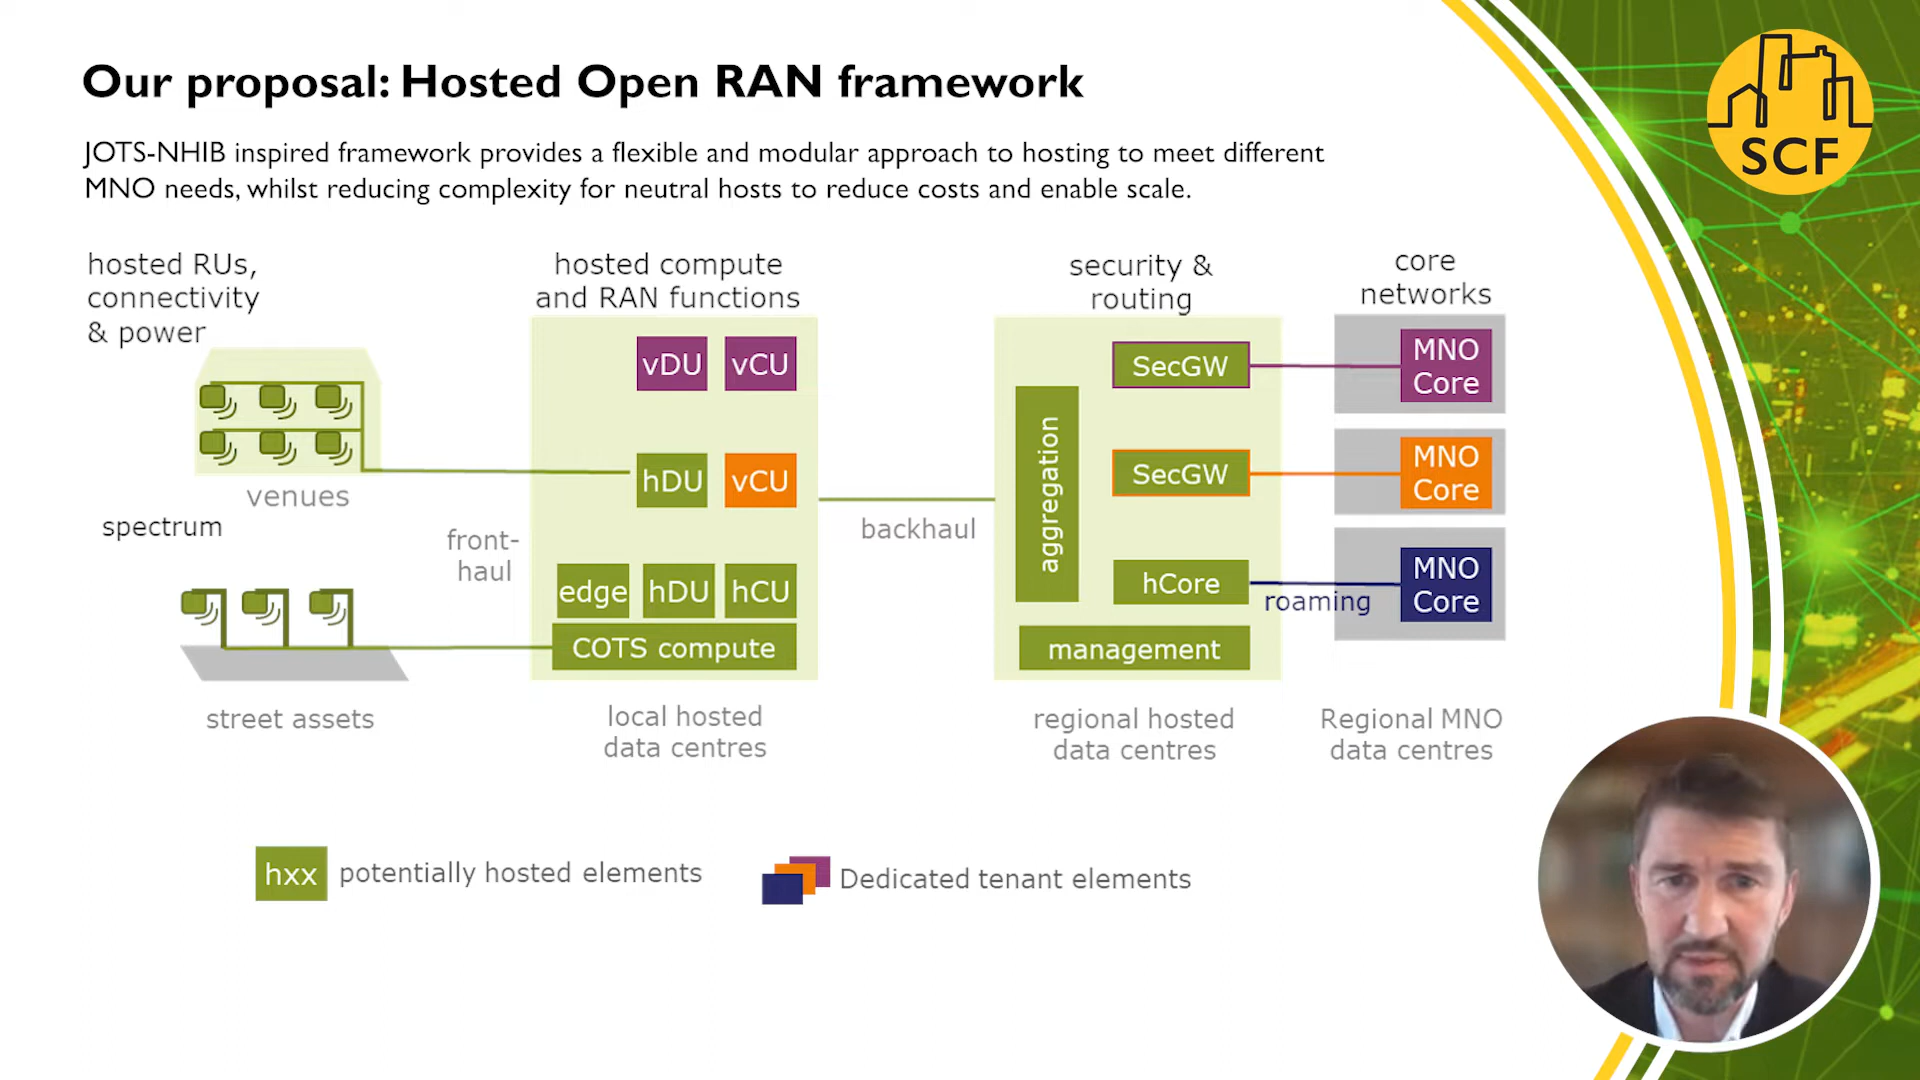 Our proposal: Hosted Open RAN framework
SCF
JOTS-NHIB inspired framework provides a flexible and modular approach to hosting to meet different
MNO needs, whilst reducing complexity for neutral hosts to reduce costs and enable scale.
hosted RUs,
connectivity
& power
venues
spectrum
street assets
front-
haul
hosted compute
and RAN functions
vDU vCU
hDU vCU
edge hDU hCU
COTS compute
local hosted
data centres
backhaul
security &
routing
aggregation
SecGW
SecGW
hCore
roaming
management
regional hosted
data centres
core
networks
MNO
Core
MNO
Core
MNO
Core
Regional MNO
data centres
hxx potentially hosted elements
Dedicated tenant elements